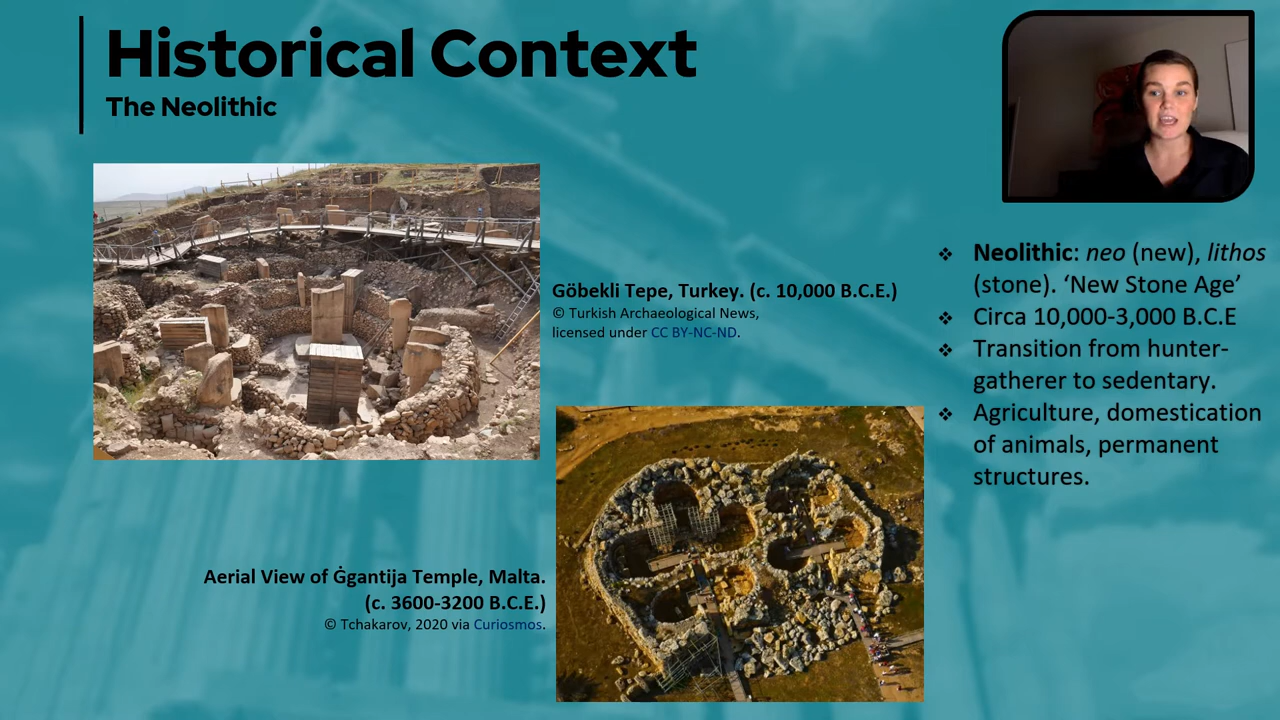 Historical Context
The Neolithic
Göbekli Tepe, Turkey. (c. 10,000 B.C.E.)
© Turkish Archaeological News,
licensed under CC BY-NC-ND.
Aerial View of Ġgantija Temple, Malta.
(c. 3600-3200 B.C.E.)
© Tchakarov, 2020 via Curiosmos.
❖ Neolithic: neo (new), lithos
(stone). ‘New Stone Age’
❖ Circa 10,000-3,000 B.C.E
❖ Transition from hunter-
gatherer to sedentary.
❖ Agriculture, domestication
of animals, permanent
structures.